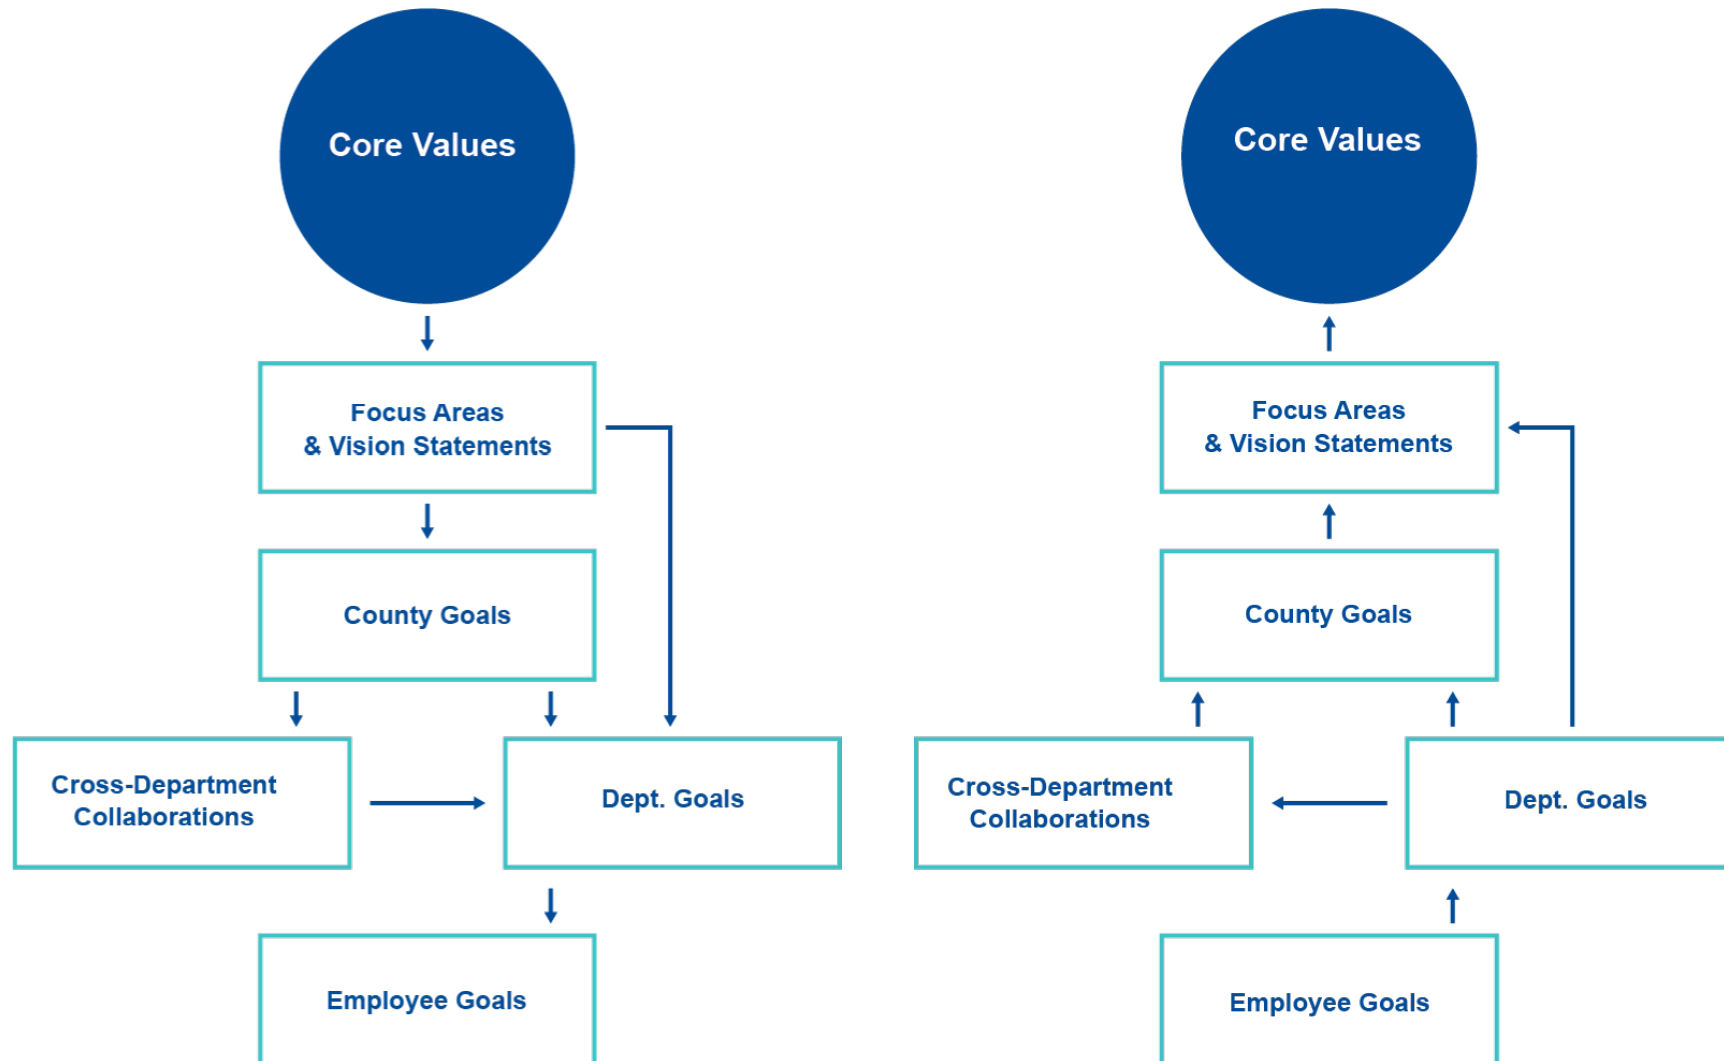 Core Values
Focus Areas
& Vision Statements
County Goals
Cross-Department
Collaborations
Dept. Goals
Employee Goals
Core Values
Focus Areas
& Vision Statements
County Goals
Cross-Department
Collaborations
Dept. Goals
Employee Goals